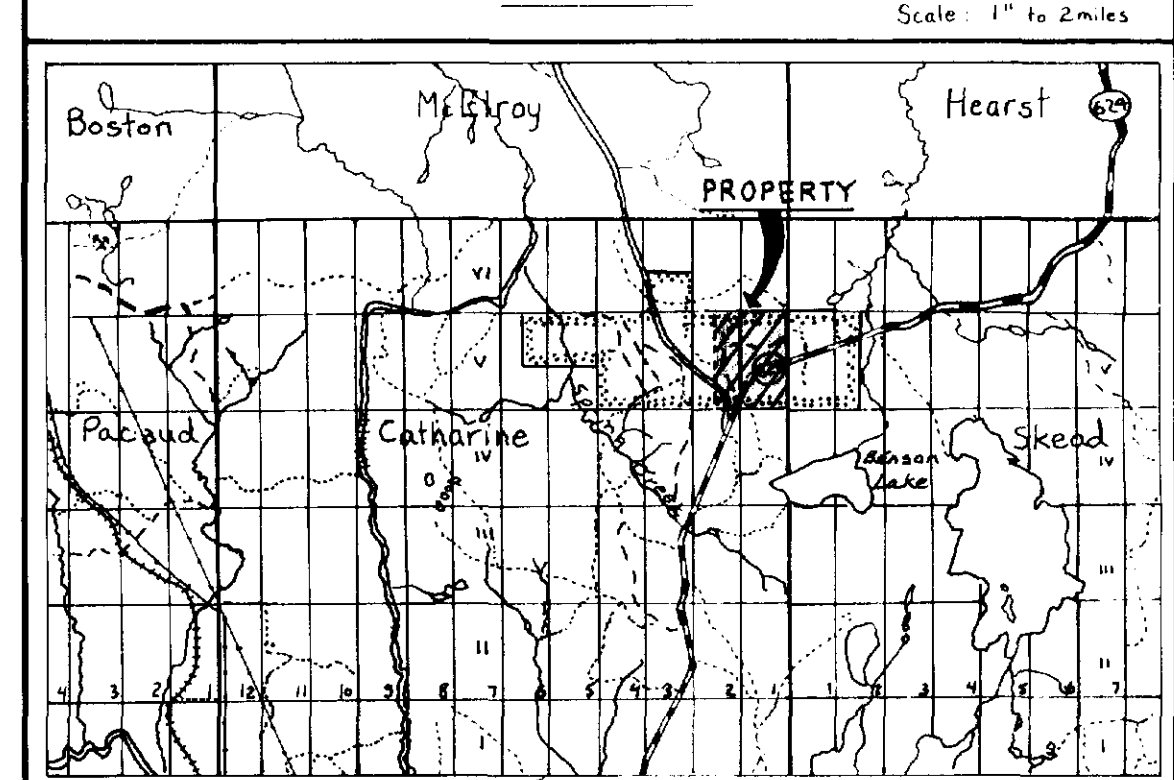 Scale: 1" to 2 miles
Boston
McElroy
Hearst
624
PROPERTY
VI
V
V
Pacaud
Catharine
Skead
IV
IV
Benson
Lake
Creek
III
III
II
II
4 3 2 1 12 11 10 9 8 7 6 5 4 3 2 1 1 2 3 4 5 6 7
I
I